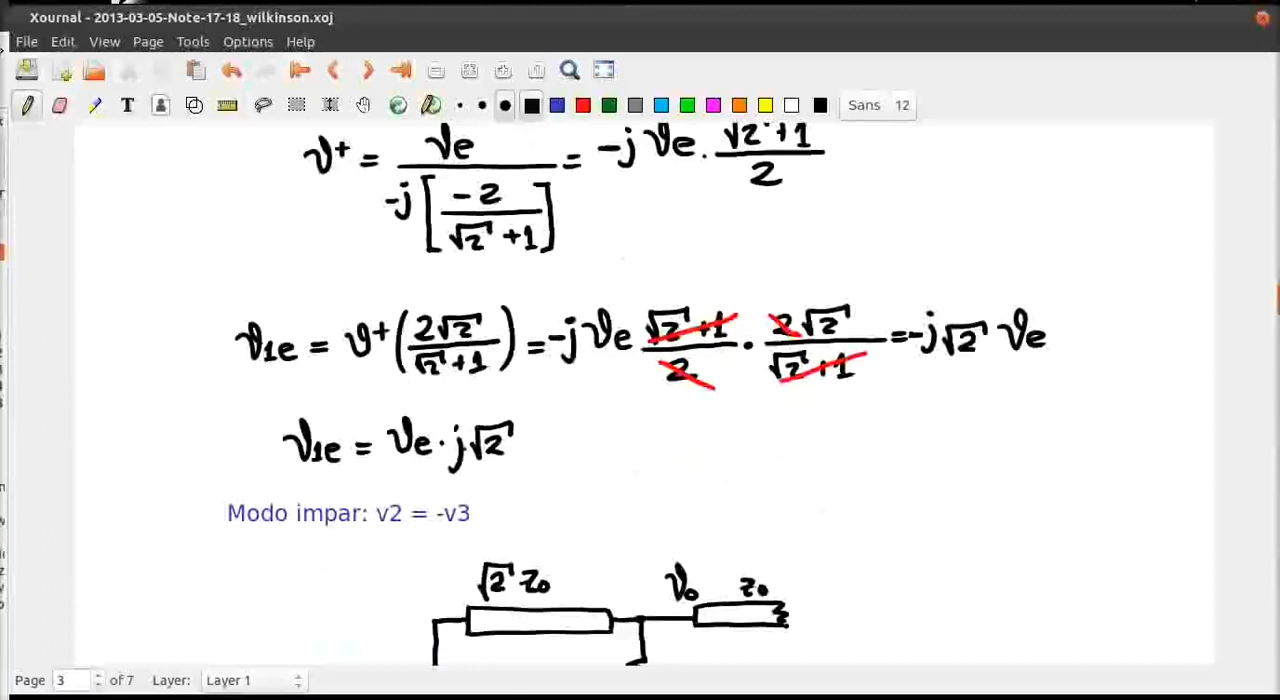 Xournal - 2013-03-05-Note-17-18_wilkinson.xoj
File Edit View Page Tools Options Help
Sans 12
v+ = ve / -j[-2 / √2 + 1] = -j ve · √2 + 1 / 2
v1e = v+(2√2 / √2 + 1) = -j ve √2 + 1 / 2 · 2√2 / √2 + 1 = -j√2 ve
v1e = ve · j√2
Modo impar: v2 = -v3
√2 Z0 v0 Z0
Page 3 of 7 Layer: Layer 1